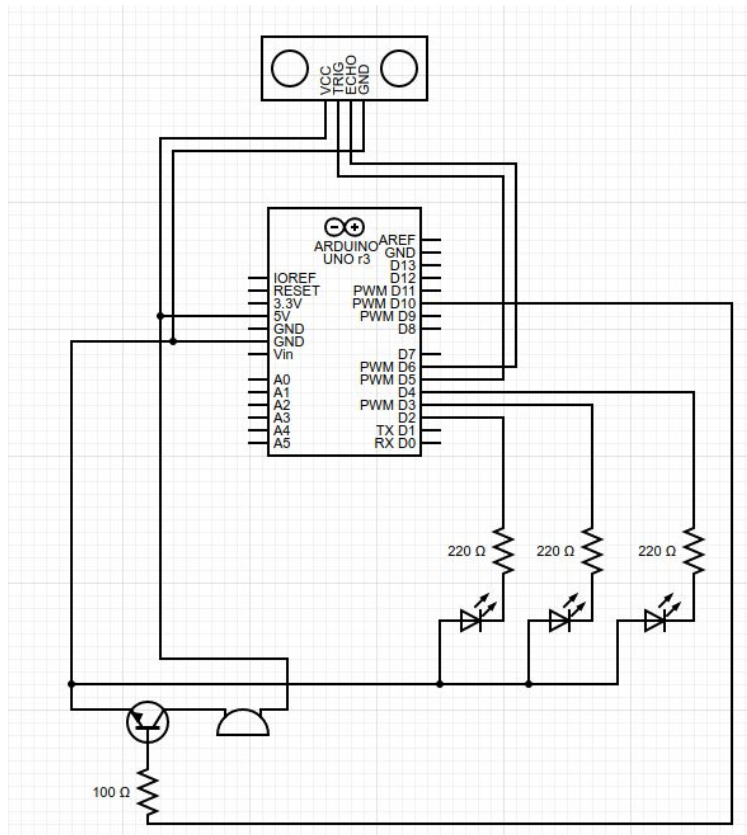 VCC
TRIG
ECHO
GND
ARDUINO
UNO r3
IOREF
RESET
3.3V
5V
GND
GND
Vin
A0
A1
A2
A3
A4
A5
AREF
GND
D13
D12
PWM D11
PWM D10
PWM D9
D8
D7
PWM D6
PWM D5
D4
PWM D3
D2
TX D1
RX D0
220 Ω
220 Ω
220 Ω
100 Ω